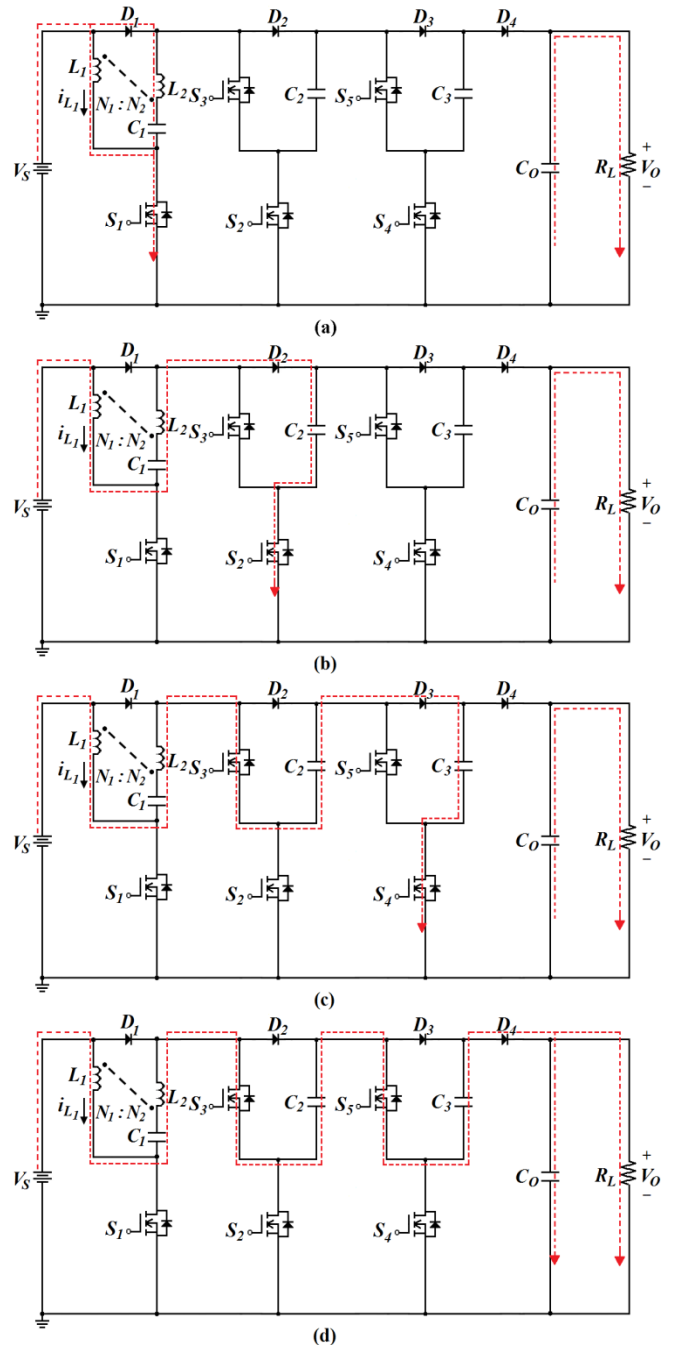 D1 D2 D3 D4
L1 L2 S3 C2 S5 C3
iL1 N1 : N2
C1
VS CO RL + VO −
S1 S2 S4
(a)
D1 D2 D3 D4
L1 L2 S3 C2 S5 C3
iL1 N1 : N2
C1
VS CO RL + VO −
S1 S2 S4
(b)
D1 D2 D3 D4
L1 L2 S3 C2 S5 C3
iL1 N1 : N2
C1
VS CO RL + VO −
S1 S2 S4
(c)
D1 D2 D3 D4
L1 L2 S3 C2 S5 C3
iL1 N1 : N2
C1
VS CO RL + VO −
S1 S2 S4
(d)